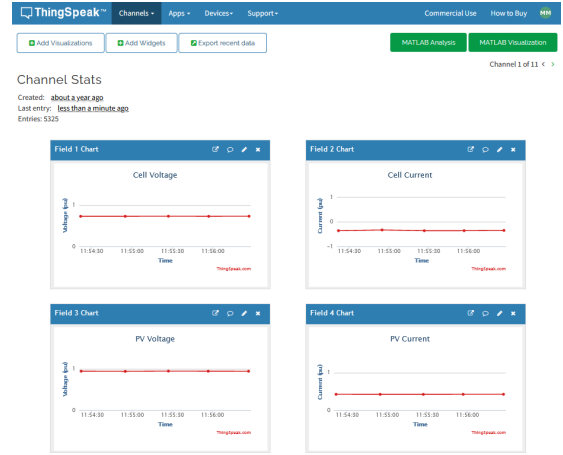 ThingSpeak™ Channels Apps Devices Support Commercial Use How to Buy MM
Add Visualizations Add Widgets Export recent data MATLAB Analysis MATLAB Visualization
Channel 1 of 11 < >
Channel Stats
Created: about a year ago
Last entry: less than a minute ago
Entries: 5325
Field 1 Chart
Cell Voltage
Voltage (pu)
1
0
11:54:30 11:55:00 11:55:30 11:56:00
Time
ThingSpeak.com
Field 2 Chart
Cell Current
Current (pu)
1
0
-1
11:54:30 11:55:00 11:55:30 11:56:00
Time
ThingSpeak.com
Field 3 Chart
PV Voltage
Voltage (pu)
1
0
11:54:30 11:55:00 11:55:30 11:56:00
Time
ThingSpeak.com
Field 4 Chart
PV Current
Current (pu)
1
0
11:54:30 11:55:00 11:55:30 11:56:00
Time
ThingSpeak.com